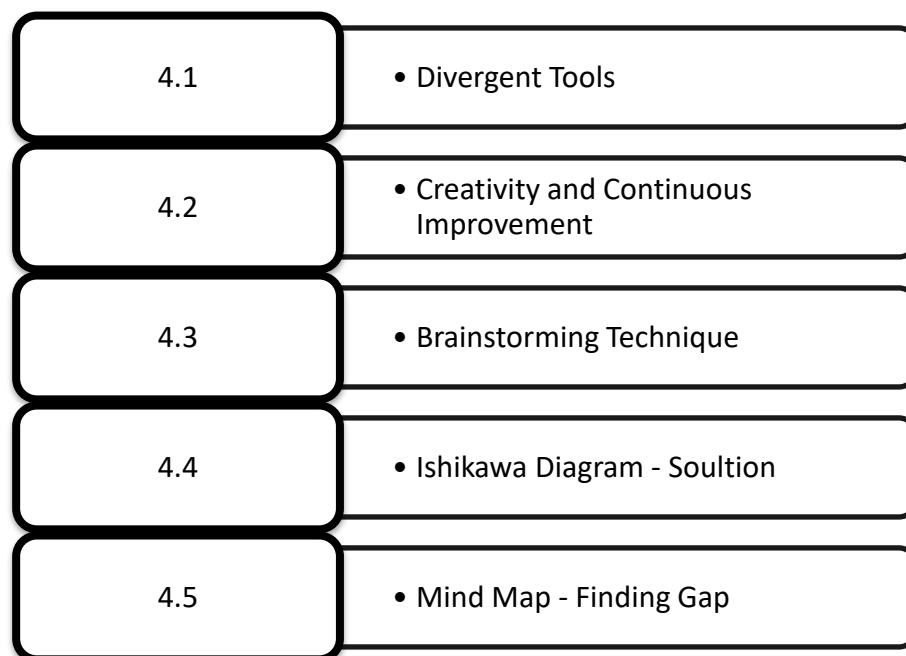 4.1
• Divergent Tools
4.2
• Creativity and Continuous
Improvement
4.3
• Brainstorming Technique
4.4
• Ishikawa Diagram - Soultion
4.5
• Mind Map - Finding Gap